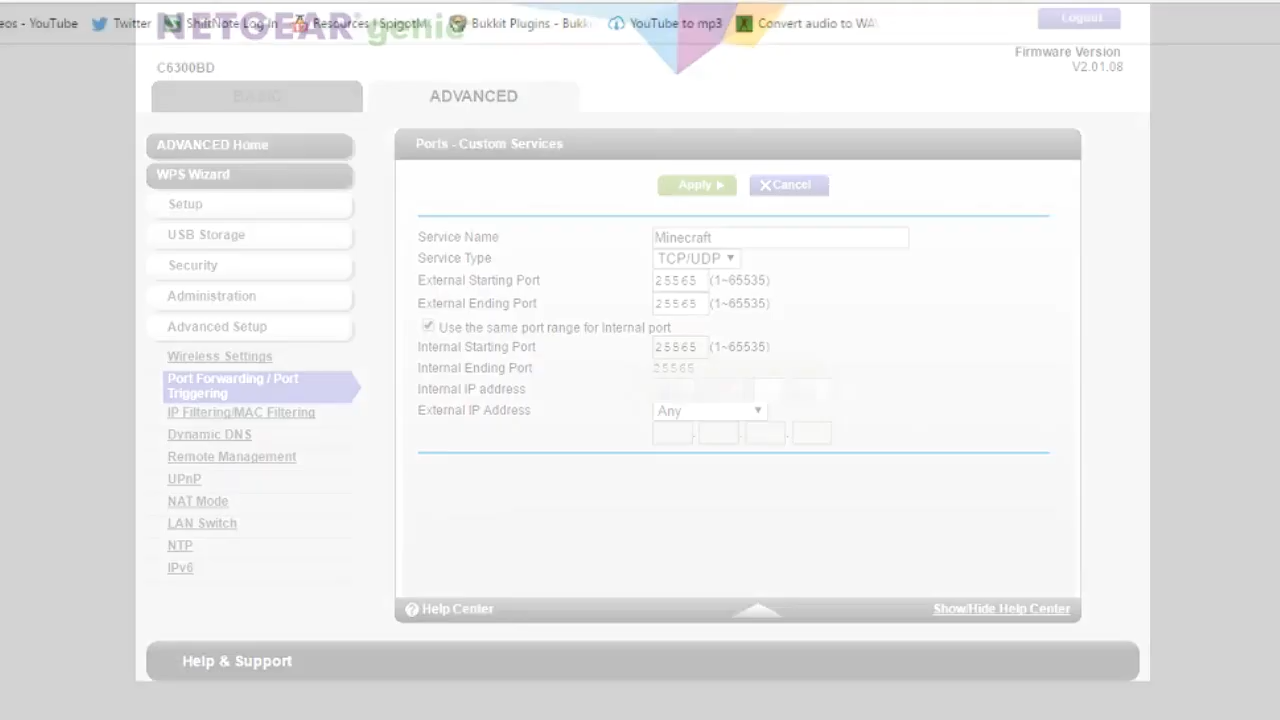 eos - YouTube Twitter ShiftNote Log In Resources | SpigotM Bukkit Plugins - Bukk YouTube to mp3 Convert audio to WA
NETGEAR genie
Logout
Firmware Version
V2.01.08
C6300BD
BASIC
ADVANCED
ADVANCED Home
WPS Wizard
Setup
USB Storage
Security
Administration
Advanced Setup
Wireless Settings
Port Forwarding / Port
Triggering
IP Filtering/MAC Filtering
Dynamic DNS
Remote Management
UPnP
NAT Mode
LAN Switch
NTP
IPv6
Ports - Custom Services
Apply Cancel
Service Name Minecraft
Service Type TCP/UDP
External Starting Port 25565 (1~65535)
External Ending Port 25565 (1~65535)
Use the same port range for Internal port
Internal Starting Port 25565 (1~65535)
Internal Ending Port 25565
Internal IP address
External IP Address Any
Help Center Show/Hide Help Center
Help & Support